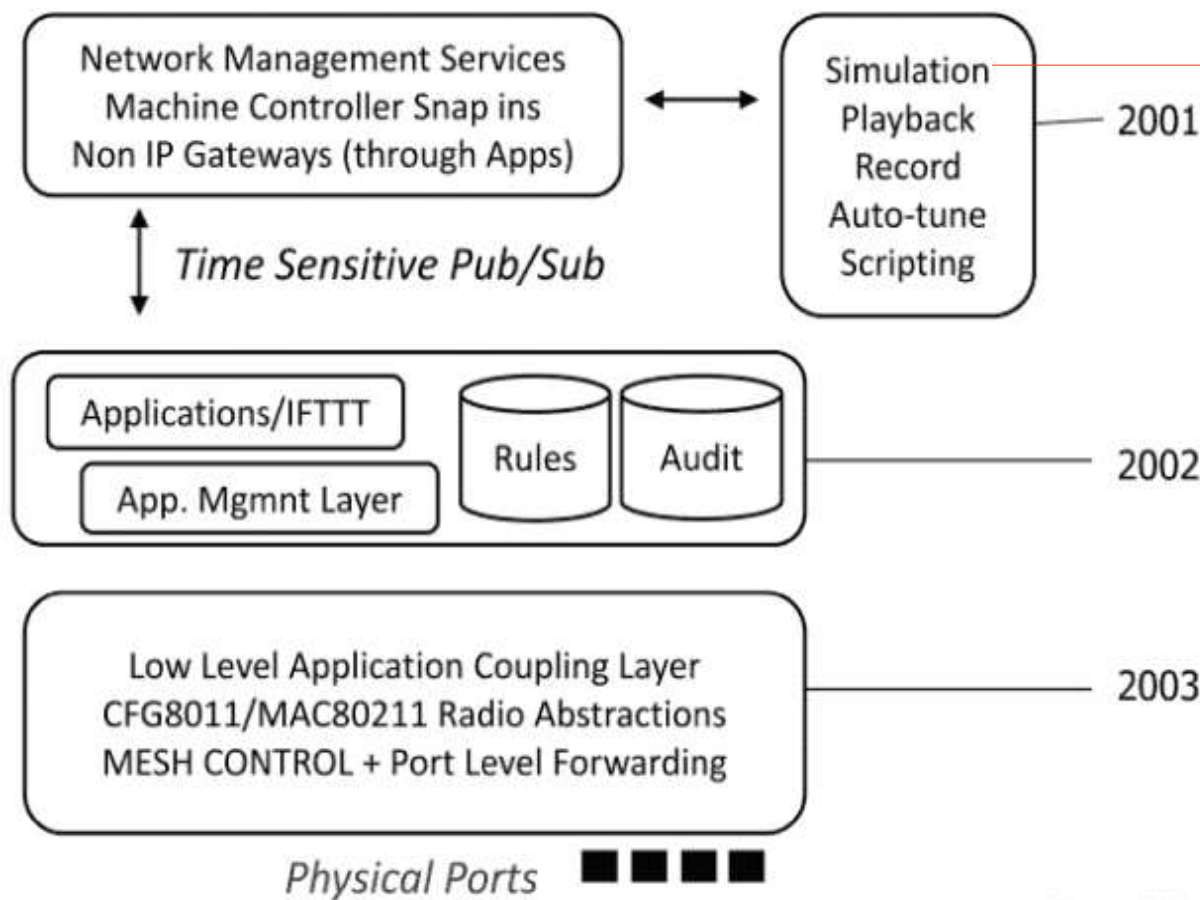 Network Management Services
Machine Controller Snap ins
Non IP Gateways (through Apps)
Simulation
Playback
Record
Auto-tune
Scripting
2001
Time Sensitive Pub/Sub
Applications/IFTTT
App. Mgmnt Layer
Rules
Audit
2002
Low Level Application Coupling Layer
CFG8011/MAC80211 Radio Abstractions
MESH CONTROL + Port Level Forwarding
2003
Physical Ports